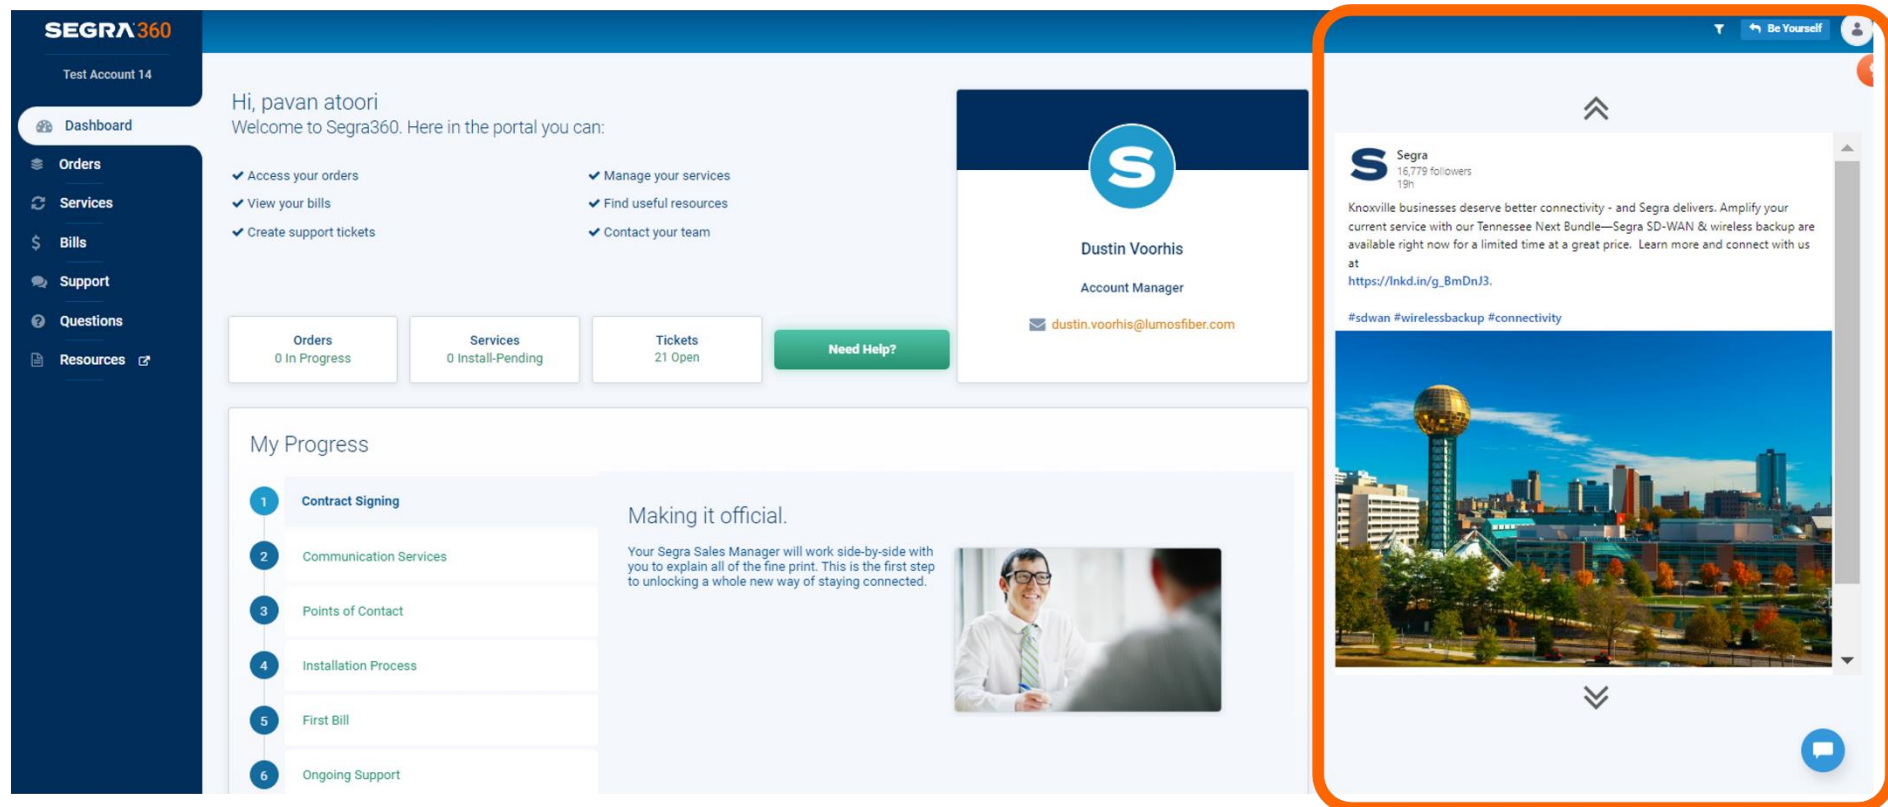 SEGRA 360
Test Account 14
Dashboard
Orders
Services
Bills
Support
Questions
Resources
Be Yourself
Hi, pavan atoori
Welcome to Segra360. Here in the portal you can:
Access your orders
View your bills
Create support tickets
Manage your services
Find useful resources
Contact your team
Orders
0 In Progress
Services
0 Install-Pending
Tickets
21 Open
Need Help?
S
Dustin Voorhis
Account Manager
dustin.voorhis@lumosfiber.com
My Progress
1 Contract Signing
2 Communication Services
3 Points of Contact
4 Installation Process
5 First Bill
6 Ongoing Support
Making it official.
Your Segra Sales Manager will work side-by-side with
you to explain all of the fine print. This is the first step
to unlocking a whole new way of staying connected.
S
Segra
16,779 followers
19h
Knoxville businesses deserve better connectivity - and Segra delivers. Amplify your
current service with our Tennessee Next Bundle—Segra SD-WAN & wireless backup are
available right now for a limited time at a great price. Learn more and connect with us
at
https://lnkd.in/g_BmDnJ3.
#sdwan #wirelessbackup #connectivity